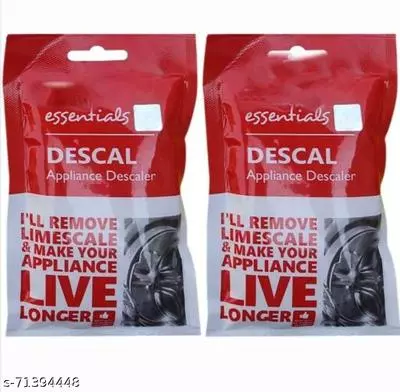 essentials
DESCAL
Appliance Descaler
I'LL REMOVE
LIMESCALE
& MAKE YOUR
APPLIANCE
LIVE
LONGER
essentials
DESCAL
Appliance Descaler
I'LL REMOVE
LIMESCALE
& MAKE YOUR
APPLIANCE
LIVE
LONGER
s-71394448